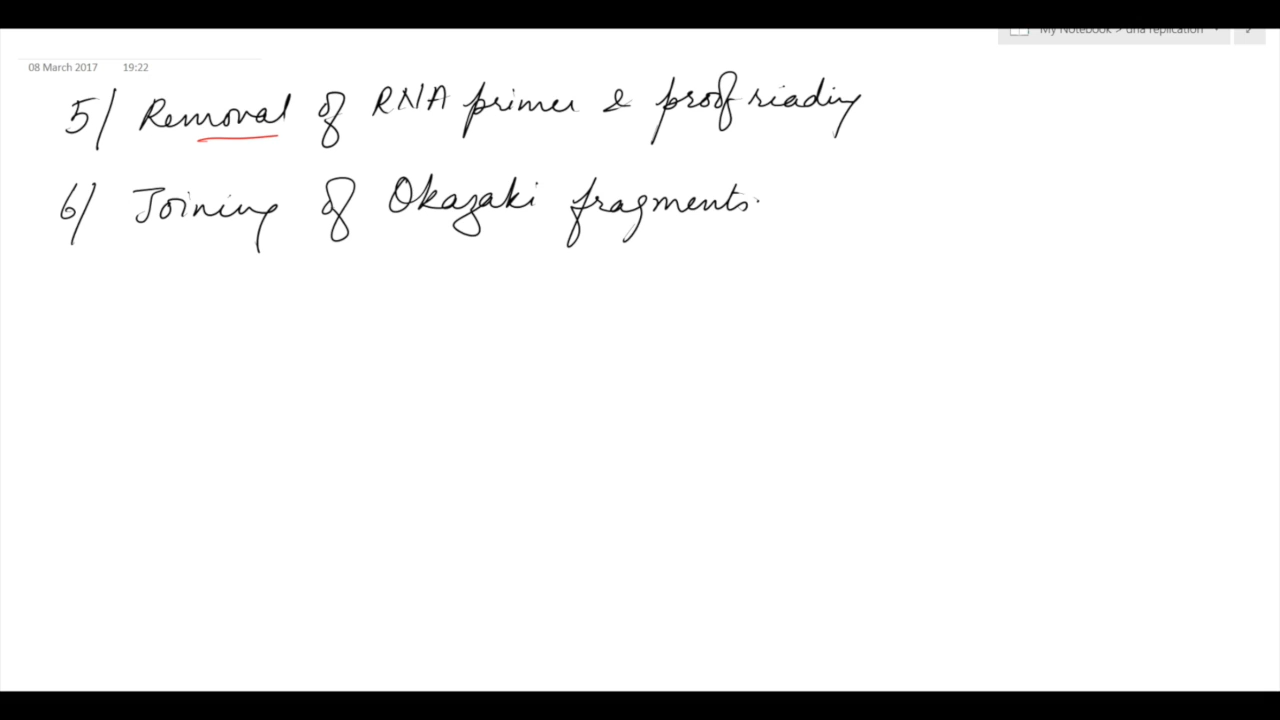 My Notebook > dna replication
08 March 2017 19:22
5/ Removal of RNA primer & proof riading
6/ Joining of Okazaki fragments.